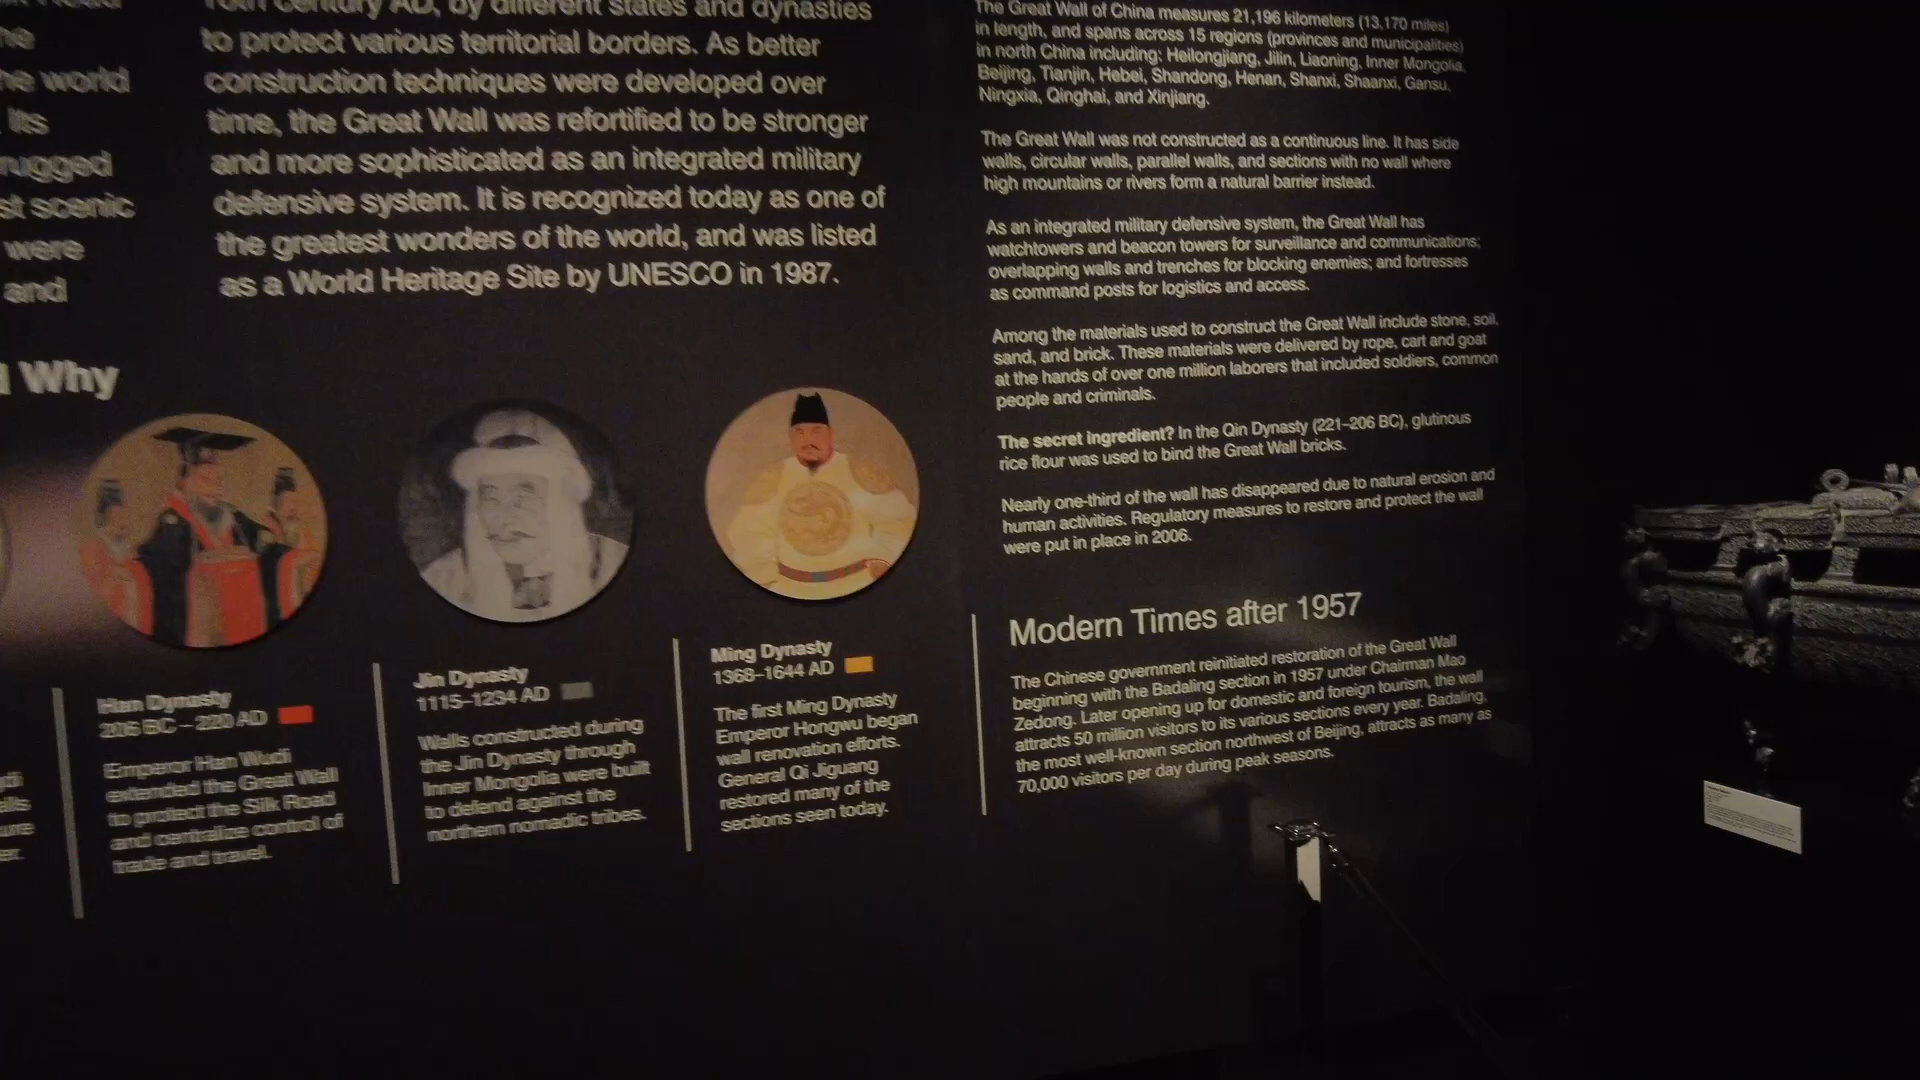 he
he world
Its
rugged
st scenic
were
and
century AD, by different states and dynasties
to protect various territorial borders. As better
construction techniques were developed over
time, the Great Wall was refortified to be stronger
and more sophisticated as an integrated military
defensive system. It is recognized today as one of
the greatest wonders of the world, and was listed
as a World Heritage Site by UNESCO in 1987.
The Great Wall of China measures 21,196 kilometers (13,170 miles)
in length, and spans across 15 regions (provinces and municipalities)
in north China including: Heilongjiang, Jilin, Liaoning, Inner Mongolia,
Beijing, Tianjin, Hebei, Shandong, Henan, Shanxi, Shaanxi, Gansu,
Ningxia, Qinghai, and Xinjiang.
The Great Wall was not constructed as a continuous line. It has side
walls, circular walls, parallel walls, and sections with no wall where
high mountains or rivers form a natural barrier instead.
As an integrated military defensive system, the Great Wall has
watchtowers and beacon towers for surveillance and communications;
overlapping walls and trenches for blocking enemies; and fortresses
as command posts for logistics and access.
Among the materials used to construct the Great Wall include stone, soil,
sand, and brick. These materials were delivered by rope, cart and goat
at the hands of over one million laborers that included soldiers, common
people and criminals.
The secret ingredient? In the Qin Dynasty (221–206 BC), glutinous
rice flour was used to bind the Great Wall bricks.
Nearly one-third of the wall has disappeared due to natural erosion and
human activities. Regulatory measures to restore and protect the wall
were put in place in 2006.
Why
Han Dynasty
206 BC – 220 AD
Emperor Han Wudi
extended the Great Wall
to protect the Silk Road
and centralize control of
trade and travel.
Jin Dynasty
1115–1234 AD
Walls constructed during
the Jin Dynasty through
Inner Mongolia were built
to defend against the
northern nomadic tribes.
Ming Dynasty
1368–1644 AD
The first Ming Dynasty
Emperor Hongwu began
wall renovation efforts.
General Qi Jiguang
restored many of the
sections seen today.
Modern Times after 1957
The Chinese government reinitiated restoration of the Great Wall
beginning with the Badaling section in 1957 under Chairman Mao
Zedong. Later opening up for domestic and foreign tourism, the wall
attracts 50 million visitors to its various sections every year. Badaling,
the most well-known section northwest of Beijing, attracts as many as
70,000 visitors per day during peak seasons.